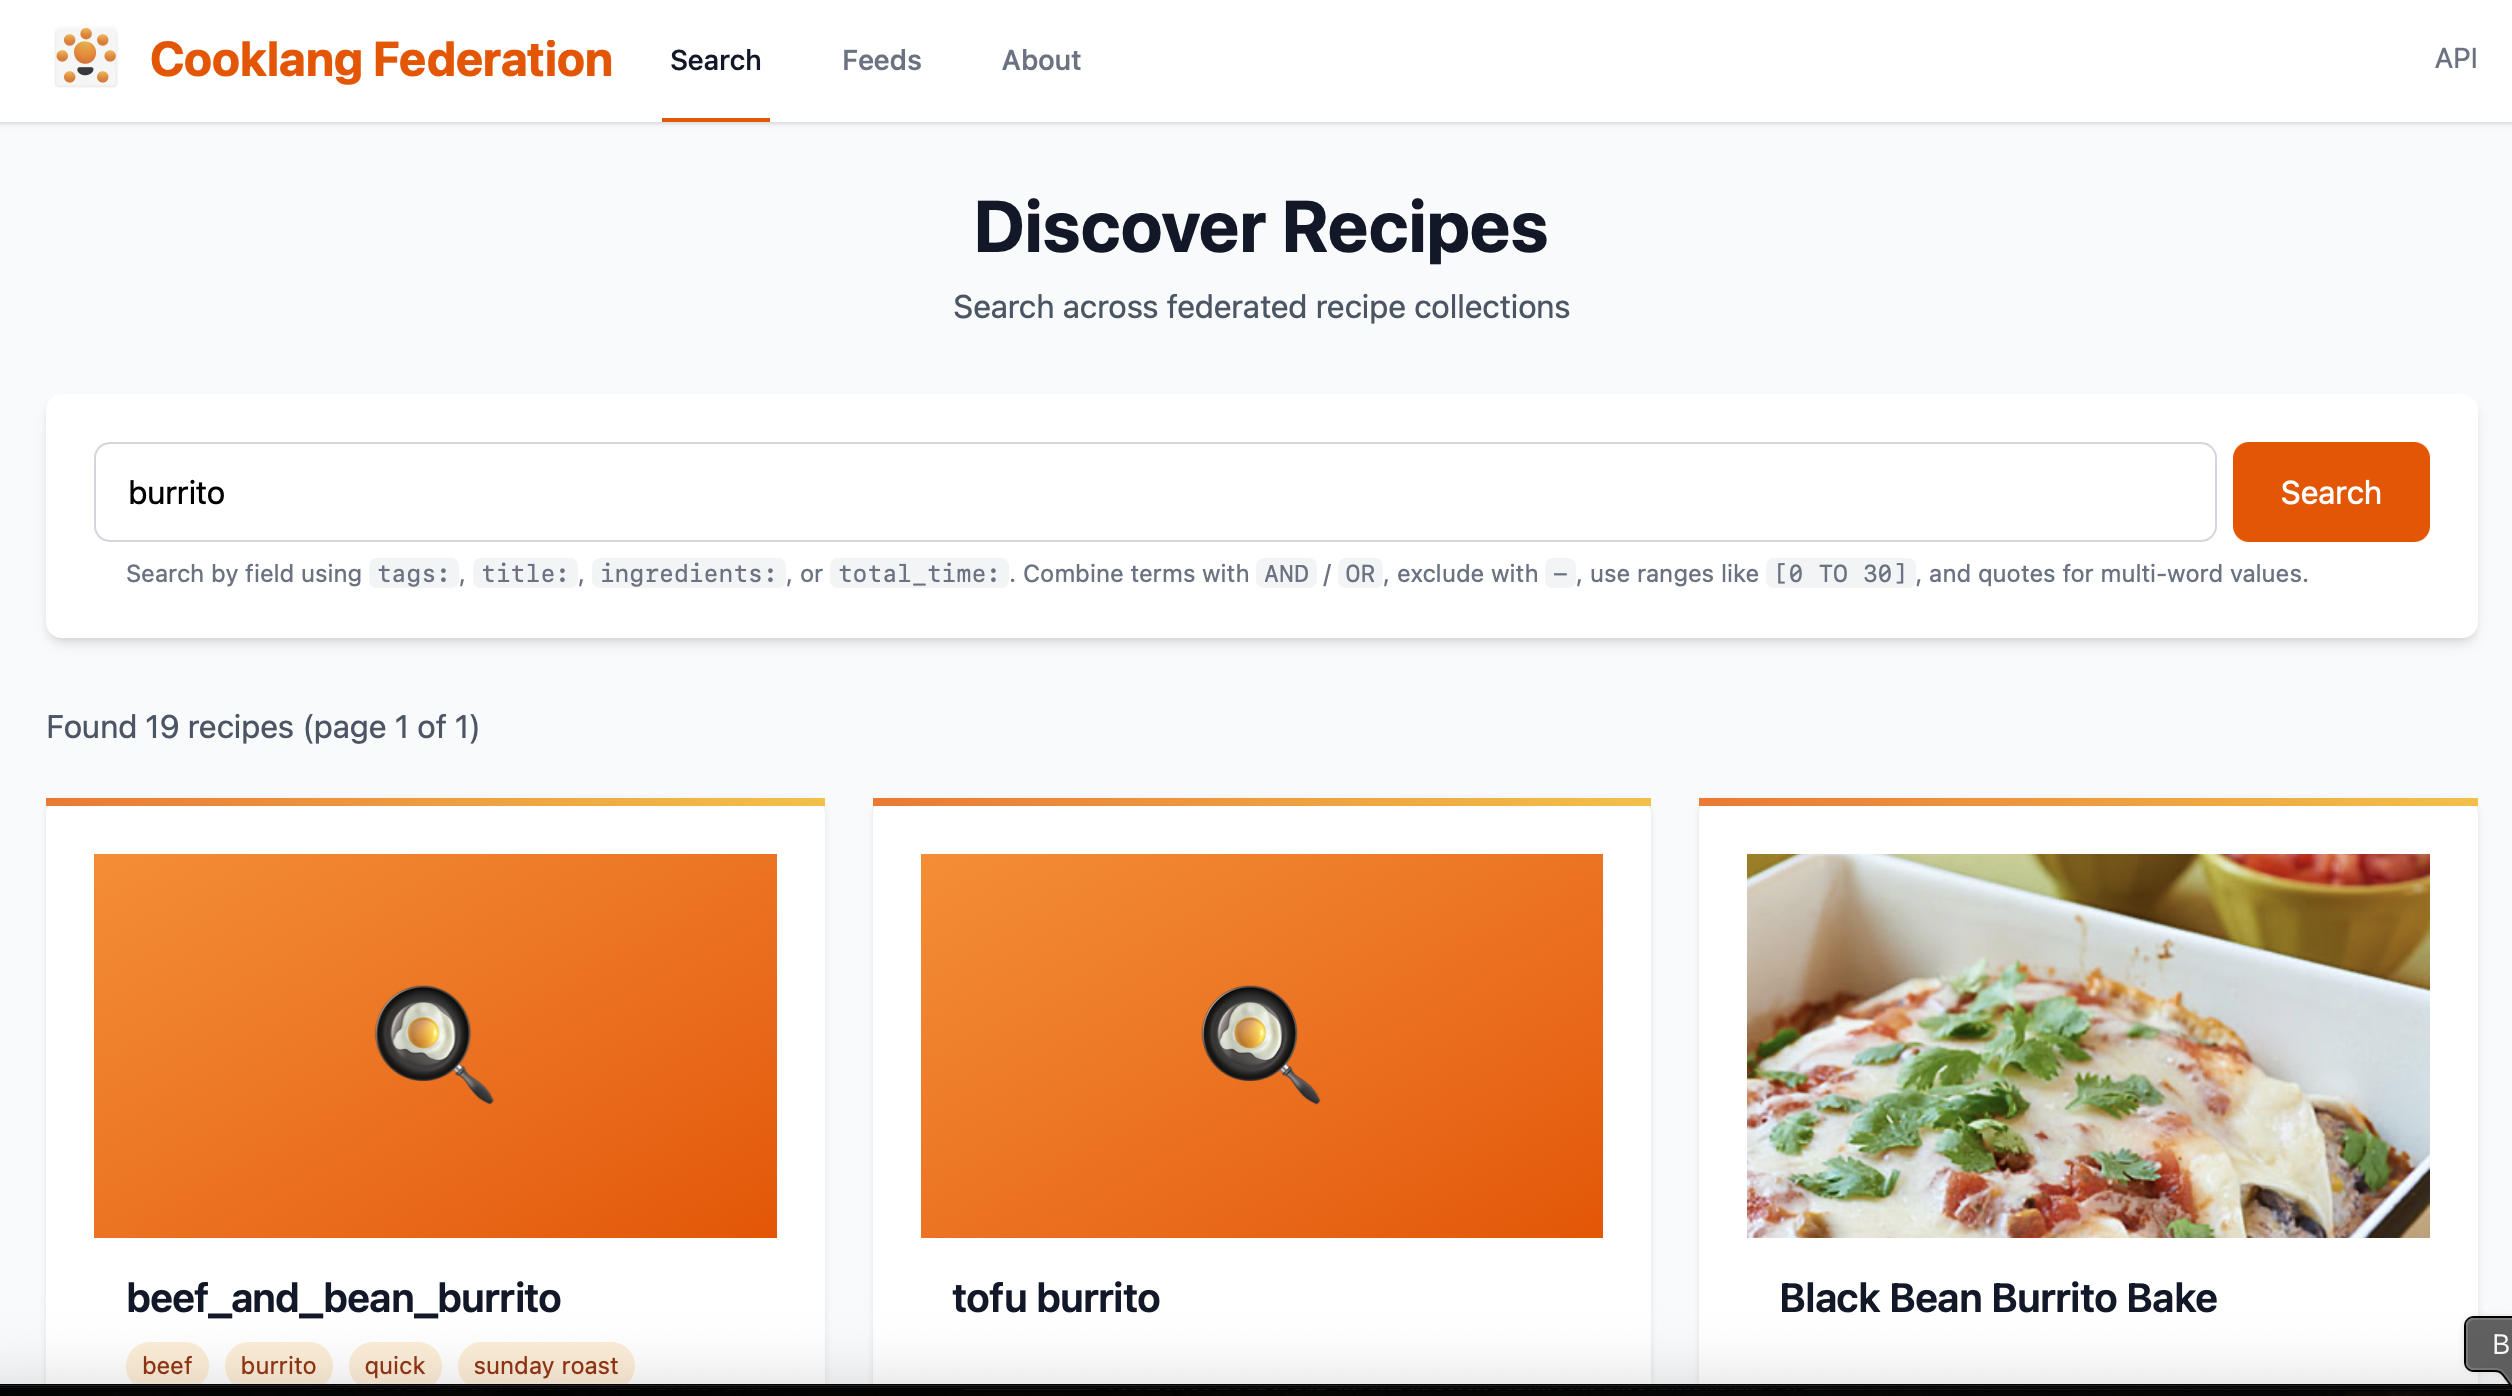 Cooklang Federation
Search
Feeds
About
API
Discover Recipes
Search across federated recipe collections
burrito
Search
Search by field using tags:, title:, ingredients:, or total_time:. Combine terms with AND / OR, exclude with −, use ranges like [0 TO 30], and quotes for multi-word values.
Found 19 recipes (page 1 of 1)
beef_and_bean_burrito
tofu burrito
Black Bean Burrito Bake
beef
burrito
quick
sunday roast